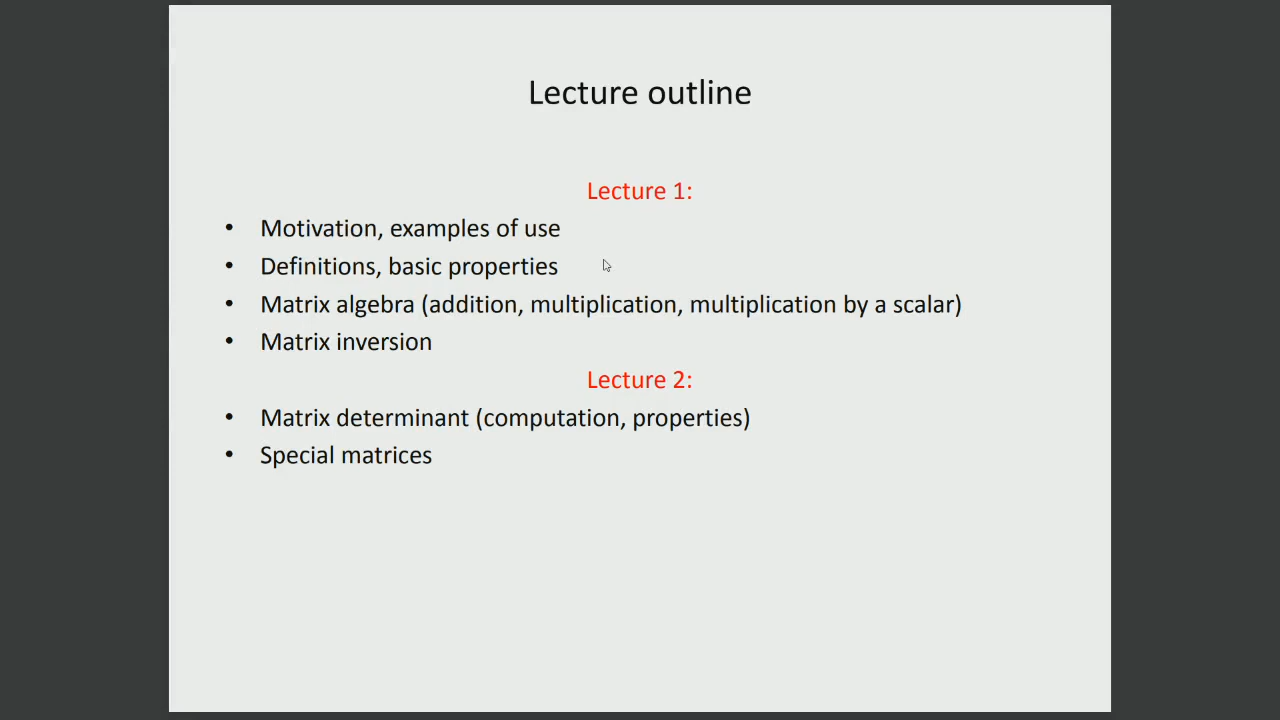 Lecture outline
Lecture 1:
• Motivation, examples of use
• Definitions, basic properties
• Matrix algebra (addition, multiplication, multiplication by a scalar)
• Matrix inversion
Lecture 2:
• Matrix determinant (computation, properties)
• Special matrices